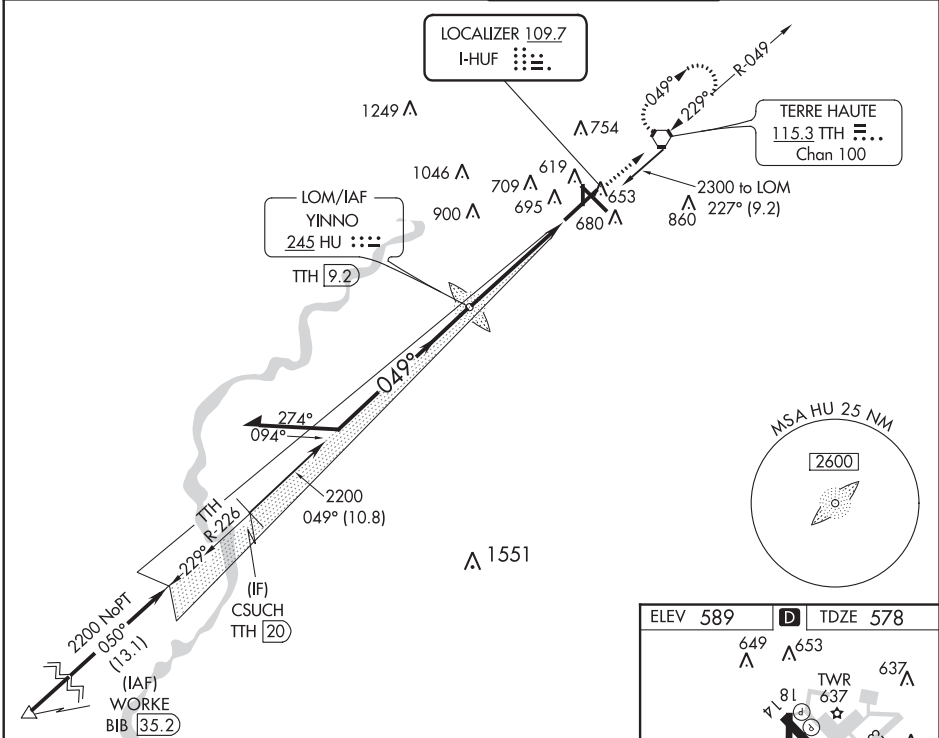 LOCALIZER 109.7
I-HUF
R-049
049°
229°
TERRE HAUTE
115.3 TTH
Chan 100
1249
754
1046
709
619
695
653
900
680
860
2300 to LOM
227° (9.2)
LOM/IAF
YINNO
245 HU
TTH 9.2
049°
274°
094°
2200
049° (10.8)
TTH
R-226
229°
(IF)
CSUCH
TTH 20
2200 NoPT
050°
(13.1)
(IAF)
WORKE
BIB 35.2
1551
MSA HU 25 NM
2600
ELEV 589
D
TDZE 578
649
653
637
TWR
637
18
14
P
P